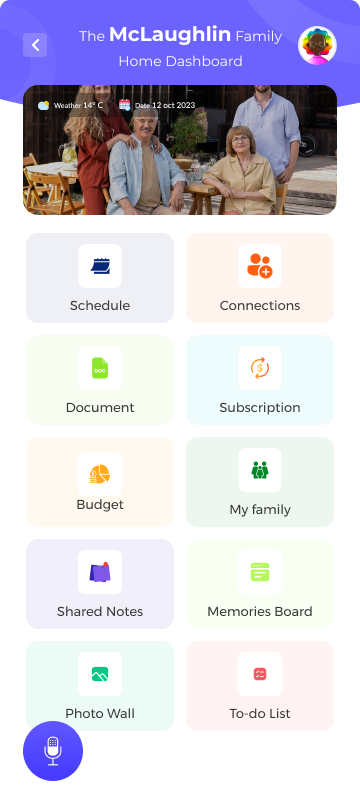 The McLaughlin Family
Home Dashboard
Weather 14° C
Date 12 oct 2023
Schedule
Connections
DOC
Document
$
Subscription
Budget
My family
Shared Notes
Memories Board
Photo Wall
To-do List